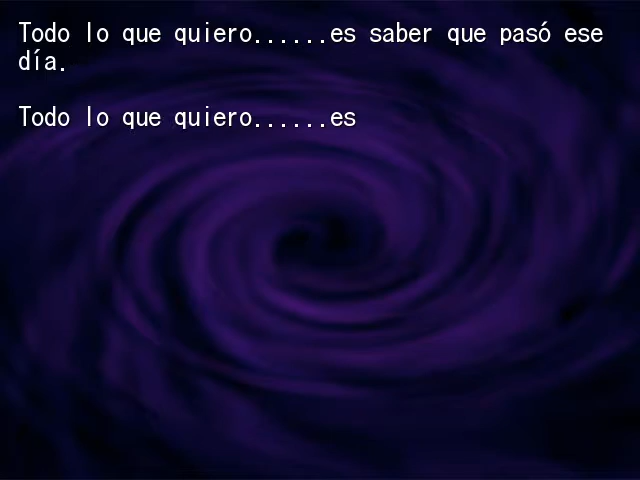 Todo lo que quiero......es saber que pasó ese
día.
Todo lo que quiero......es